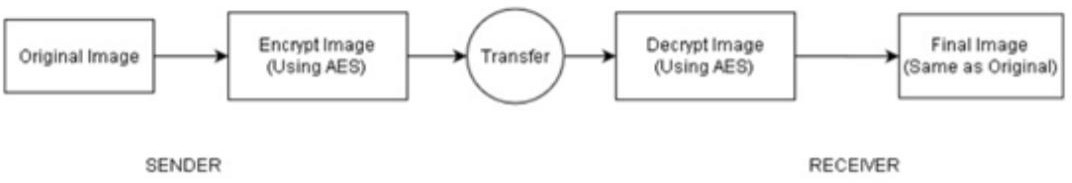 Original Image
Encrypt Image
(Using AES)
Transfer
Decrypt Image
(Using AES)
Final Image
(Same as Original)
SENDER
RECEIVER